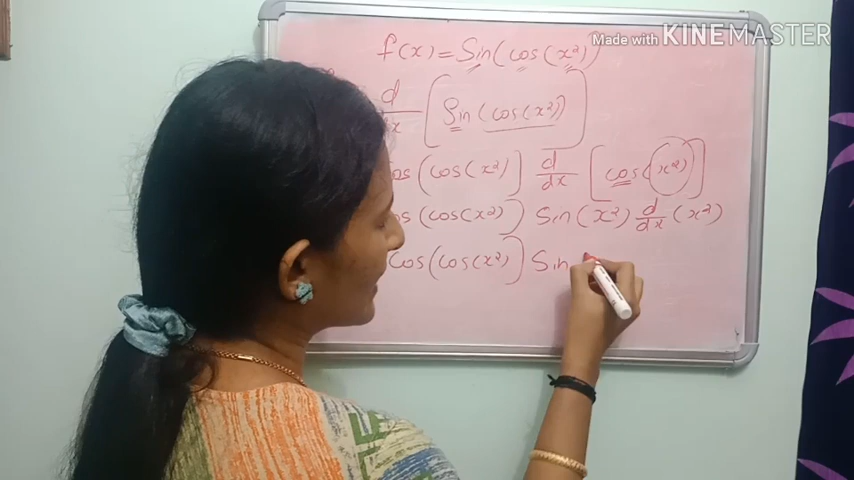 Made with KINEMASTER
f(x) = Sin(cos(x²))
d/dx [Sin(cos(x²))]
cos(cos(x²)) d/dx [cos(x²)]
os(cos(x²)) Sin(x²) d/dx (x²)
Cos(cos(x²)) Sin